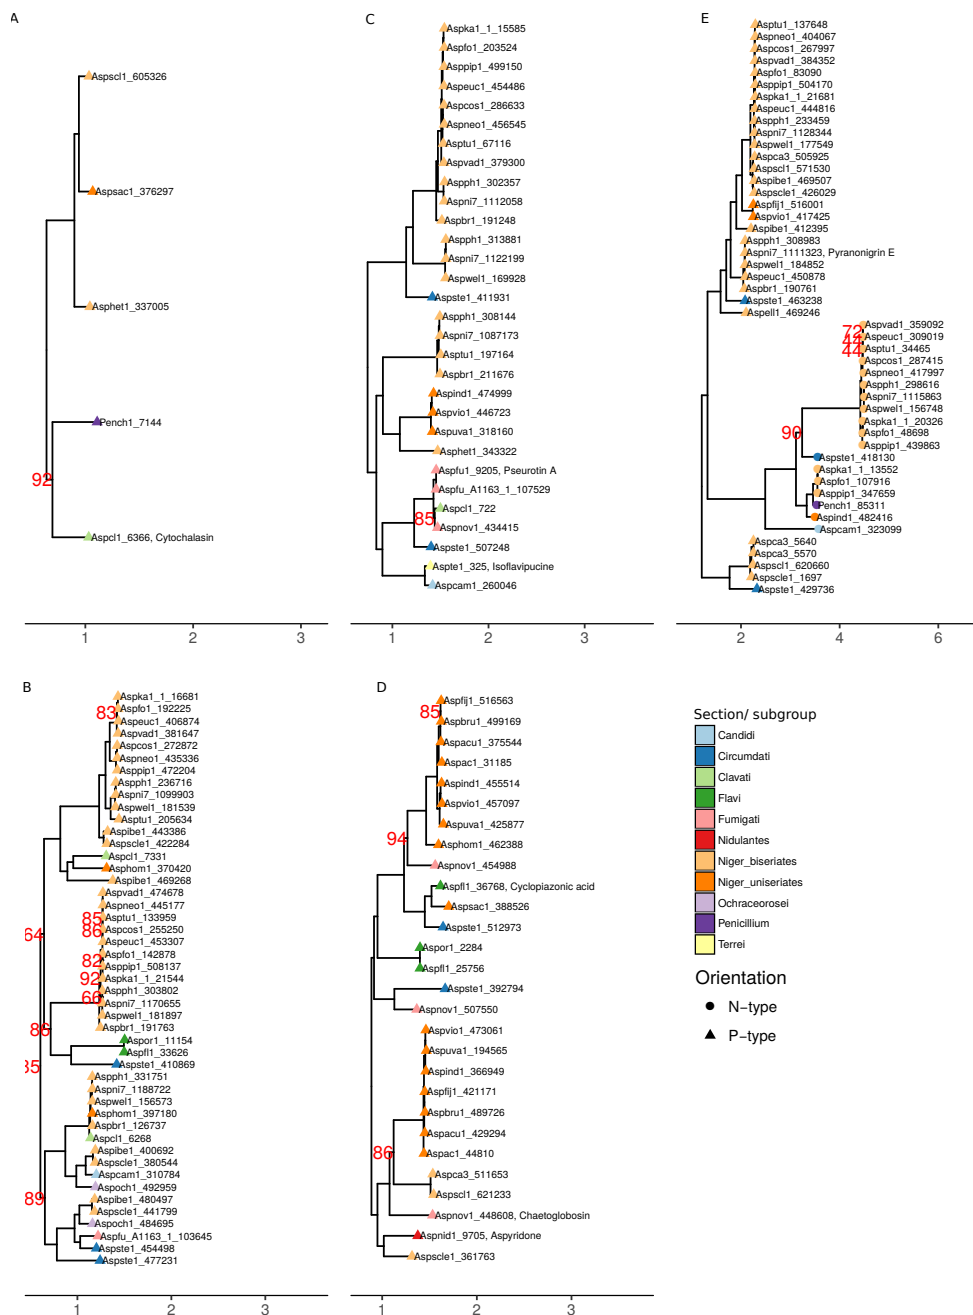 A
Aspscl1_605326
Aspsac1_376297
Asphet1_337005
Pench1_7144
92
Aspcl1_6366, Cytochalasin
1 2 3
C
Aspka1_1_15585
Aspfo1_203524
Asppip1_499150
Aspeuc1_454486
Aspcos1_286633
Aspneo1_456545
Asptu1_67116
Aspvad1_379300
Aspph1_302357
Aspni7_1112058
Aspbr1_191248
Aspph1_313881
Aspni7_1122199
Aspwel1_169928
Aspste1_411931
Aspph1_308144
Aspni7_1087173
Asptu1_197164
Aspbr1_211676
Aspind1_474999
Aspvio1_446723
Aspuva1_318160
Asphet1_343322
Aspfu1_9205, Pseurotin A
Aspfu_A1163_1_107529
Aspcl1_722
85
Aspnov1_434415
Aspste1_507248
Aspte1_325, Isoflavipucine
Aspcam1_260046
1 2 3
E
Asptu1_137648
Aspneo1_404067
Aspcos1_267997
Aspvad1_384352
Aspfo1_83090
Asppip1_504170
Aspka1_1_21681
Aspeuc1_444816
Aspph1_233459
Aspni7_1128344
Aspwel1_177549
Aspca3_505925
Aspscl1_571530
Aspibe1_469507
Aspscle1_426029
Aspfij1_516001
Aspvio1_417425
Aspibe1_412395
Aspph1_308983
Aspni7_1111323, Pyranonigrin E
Aspwel1_184852
Aspeuc1_450878
Aspbr1_190761
Aspste1_463238
Aspell1_469246
Aspvad1_359092
72
Aspeuc1_309019
44
Asptu1_34465
44
Aspcos1_287415
Aspneo1_417997
Aspph1_298616
Aspni7_1115863
Aspwel1_156748
Aspka1_1_20326
90
Aspfo1_48698
Asppip1_439863
Aspste1_418130
Aspka1_1_13552
Aspfo1_107916
Asppip1_347659
Pench1_85311
Aspind1_482416
Aspcam1_323099
Aspca3_5640
Aspca3_5570
Aspscl1_620660
Aspscle1_1697
Aspste1_429736
2 4 6
B
Aspka1_1_16681
Aspfo1_192225
83
Aspeuc1_406874
Aspvad1_381647
Aspcos1_272872
Aspneo1_435336
Asppip1_472204
Aspph1_236716
Aspni7_1099903
Aspwel1_181539
Asptu1_205634
Aspibe1_443386
Aspscle1_422284
Aspcl1_7331
Asphom1_370420
Aspibe1_469268
Aspvad1_474678
Aspneo1_445177
85
Asptu1_133959
86
Aspcos1_255250
64
Aspeuc1_453307
Aspfo1_142878
82
Asppip1_508137
92
Aspka1_1_21544
Aspph1_303802
66
Aspni7_1170655
Aspwel1_181897
86
Aspbr1_191763
Aspor1_11154
Aspfl1_33626
35
Aspste1_410869
Aspph1_331751
Aspni7_1188722
Aspwel1_156573
Asphom1_397180
Aspbr1_126737
Aspcl1_6268
Aspibe1_400692
Aspscle1_380544
Aspcam1_310784
Aspoch1_492959
89
Aspibe1_480497
Aspscle1_441799
Aspoch1_484695
Aspfu_A1163_1_103645
Aspste1_454498
Aspste1_477231
1 2 3
D
Aspfij1_516563
85
Aspbru1_499169
Aspacu1_375544
Aspac1_31185
Aspind1_455514
Aspvio1_457097
Aspuva1_425877
94
Asphom1_462388
Aspnov1_454988
Aspfl1_36768, Cyclopiazonic acid
Aspsac1_388526
Aspste1_512973
Aspor1_2284
Aspfl1_25756
Aspste1_392794
Aspnov1_507550
Aspvio1_473061
Aspuva1_194565
Aspind1_366949
Aspfij1_421171
Aspbru1_489726
Aspacu1_429294
86
Aspac1_44810
Aspca3_511653
Aspscl1_621233
Aspnov1_448608, Chaetoglobosin
Aspnid1_9705, Aspyridone
Aspscle1_361763
1 2 3
Section/ subgroup
Candidi
Circumdati
Clavati
Flavi
Fumigati
Nidulantes
Niger_biseriates
Niger_uniseriates
Ochraceorosei
Penicillium
Terrei
Orientation
N−type
P−type